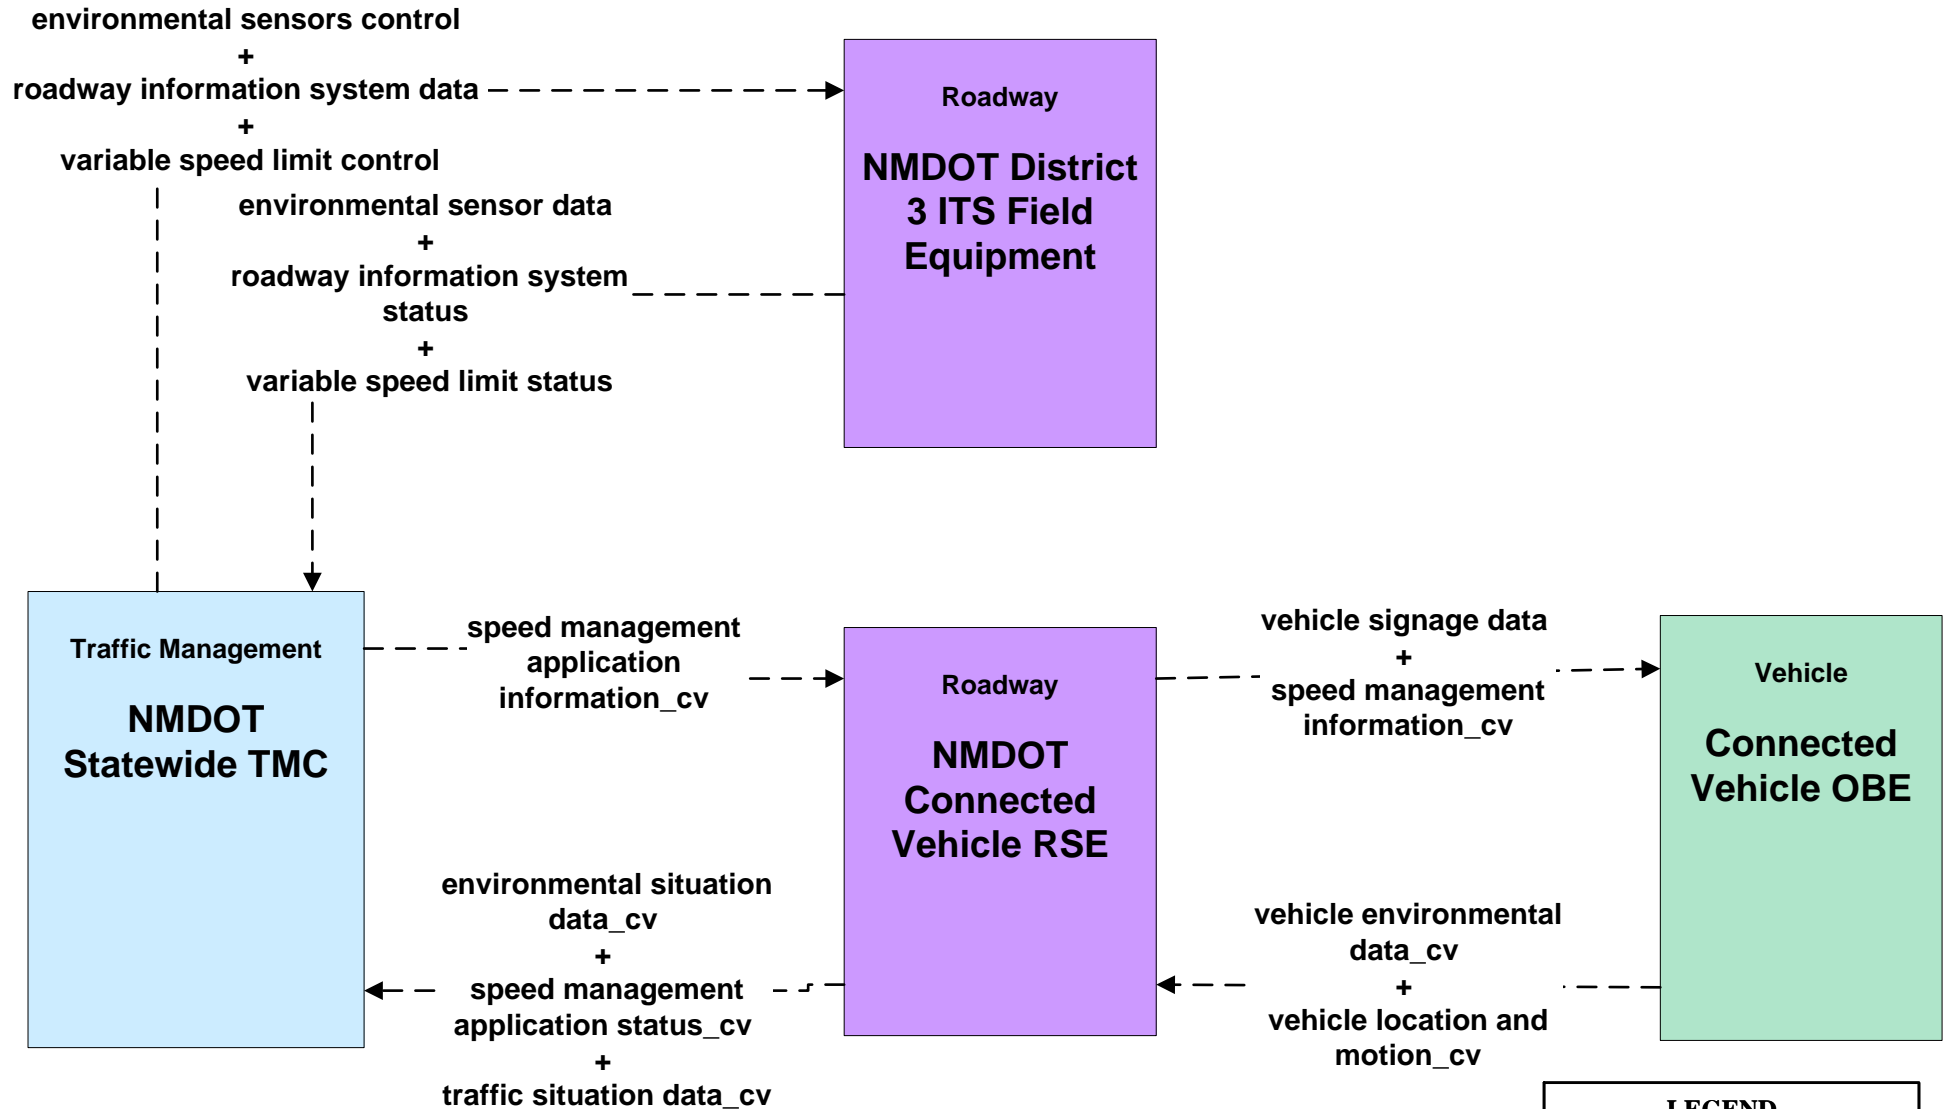 environmental sensors control
+
roadway information system data
+
variable speed limit control
environmental sensor data
+
roadway information system
status
+
variable speed limit status
Roadway
NMDOT District
3 ITS Field
Equipment
Traffic Management
NMDOT
Statewide TMC
speed management
application
information_cv
Roadway
NMDOT
Connected
Vehicle RSE
vehicle signage data
+
speed management
information_cv
Vehicle
Connected
Vehicle OBE
environmental situation
data_cv
+
speed management
application status_cv
+
traffic situation data_cv
vehicle environmental
data_cv
+
vehicle location and
motion_cv
LEGEND